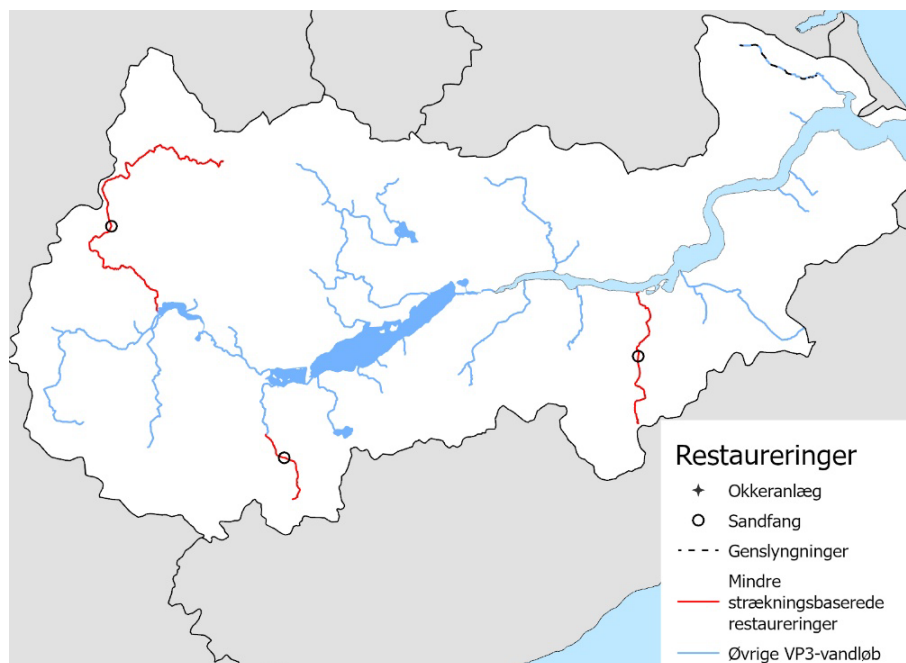 Restaureringer
Okkeranlæg
Sandfang
Genslyngninger
Mindre
strækningsbaserede
restaureringer
Øvrige VP3-vandløb